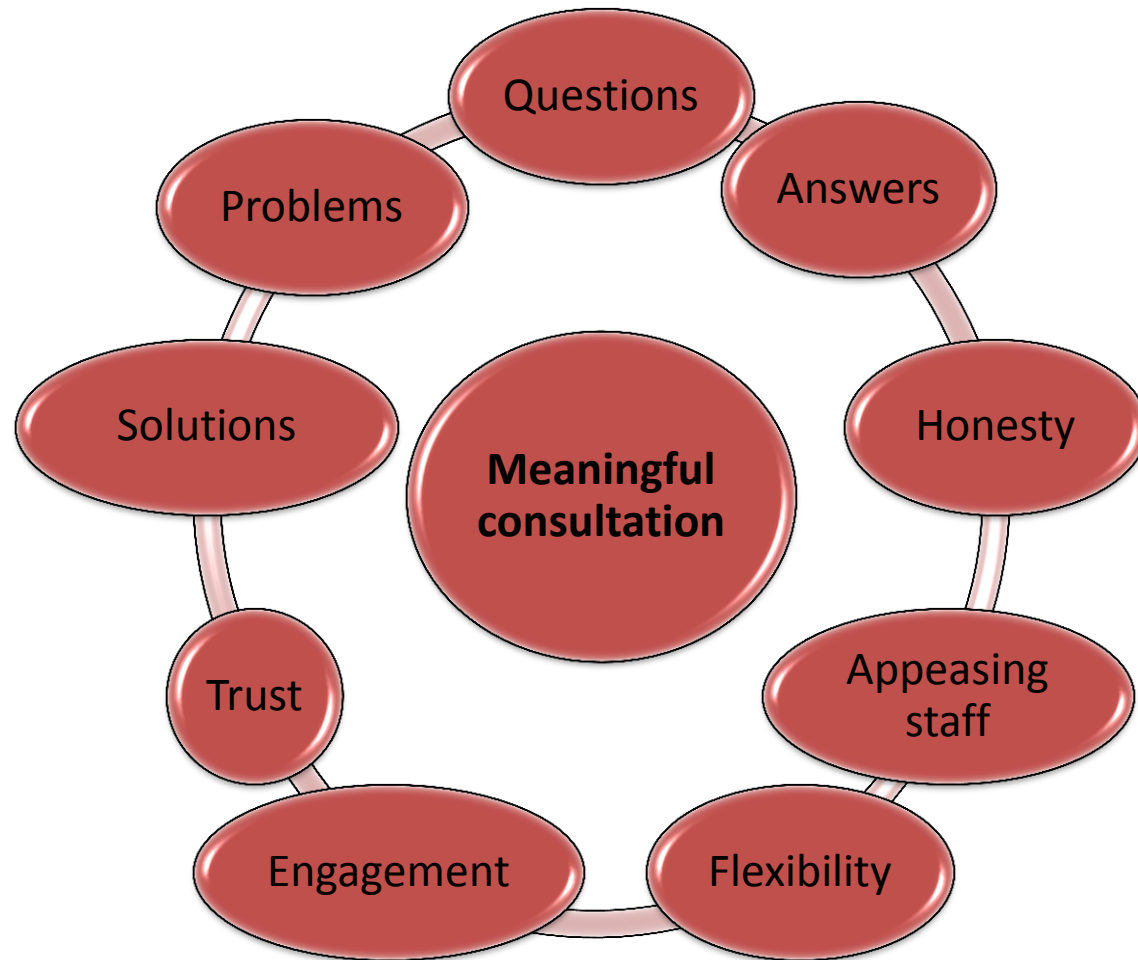 Questions
Answers
Honesty
Appeasing
staff
Flexibility
Engagement
Trust
Solutions
Problems
Meaningful
consultation